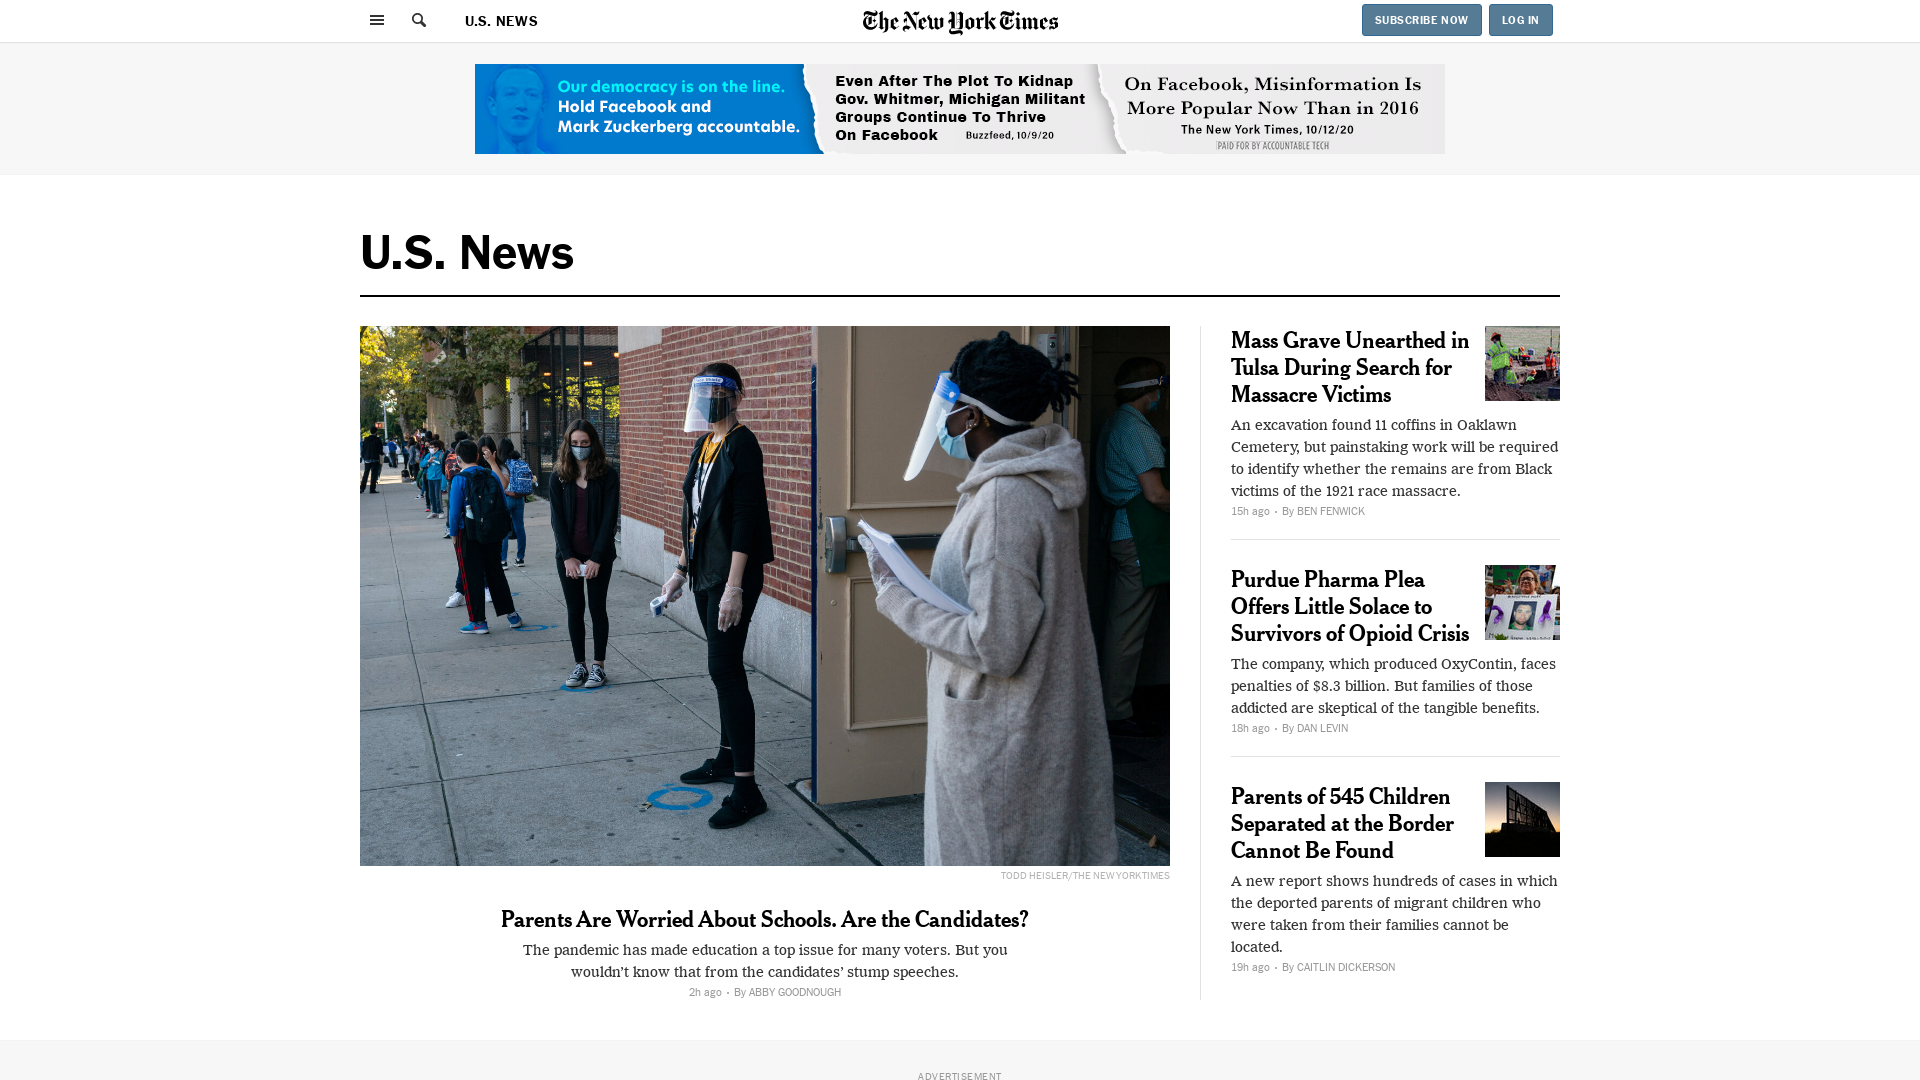 U.S. NEWS
The New York Times
SUBSCRIBE NOW
LOG IN
Our democracy is on the line.
Hold Facebook and
Mark Zuckerberg accountable.
Even After The Plot To Kidnap
Gov. Whitmer, Michigan Militant
Groups Continue To Thrive
On Facebook Buzzfeed, 10/9/20
On Facebook, Misinformation Is
More Popular Now Than in 2016
The New York Times, 10/12/20
PAID FOR BY ACCOUNTABLE TECH
U.S. News
TODD HEISLER/THE NEW YORKTIMES
Parents Are Worried About Schools. Are the Candidates?
The pandemic has made education a top issue for many voters. But you
wouldn’t know that from the candidates’ stump speeches.
2h ago • By ABBY GOODNOUGH
Mass Grave Unearthed in
Tulsa During Search for
Massacre Victims
An excavation found 11 coffins in Oaklawn
Cemetery, but painstaking work will be required
to identify whether the remains are from Black
victims of the 1921 race massacre.
15h ago • By BEN FENWICK
Purdue Pharma Plea
Offers Little Solace to
Survivors of Opioid Crisis
The company, which produced OxyContin, faces
penalties of $8.3 billion. But families of those
addicted are skeptical of the tangible benefits.
18h ago • By DAN LEVIN
Parents of 545 Children
Separated at the Border
Cannot Be Found
A new report shows hundreds of cases in which
the deported parents of migrant children who
were taken from their families cannot be
located.
19h ago • By CAITLIN DICKERSON
ADVERTISEMENT